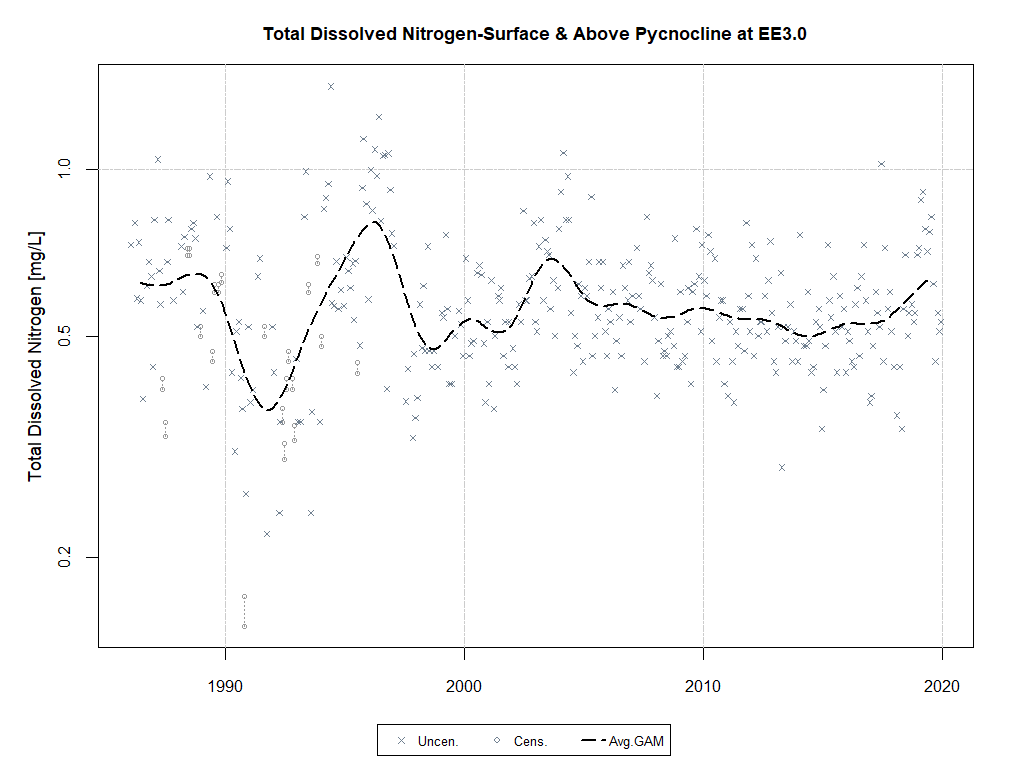 Total Dissolved Nitrogen-Surface & Above Pycnocline at EE3.0
Total Dissolved Nitrogen [mg/L]
1.0
0.5
0.2
1990 2000 2010 2020
Uncen. Cens. Avg.GAM